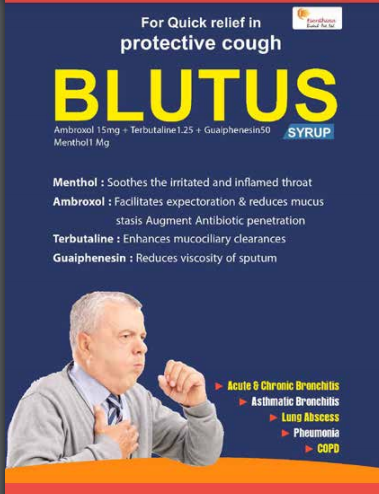 For Quick relief in
protective cough
BLUTUS
Ambroxol 15mg + Terbutaline1.25 + Guaiphenesin50
Menthol1 Mg
SYRUP
Menthol : Soothes the irritated and inflamed throat
Ambroxol : Facilitates expectoration & reduces mucus
stasis Augment Antibiotic penetration
Terbutaline : Enhances mucociliary clearances
Guaiphenesin : Reduces viscosity of sputum
► Acute & Chronic Bronchitis
► Asthmatic Bronchitis
► Lung Abscess
► Pheumonia
► COPD